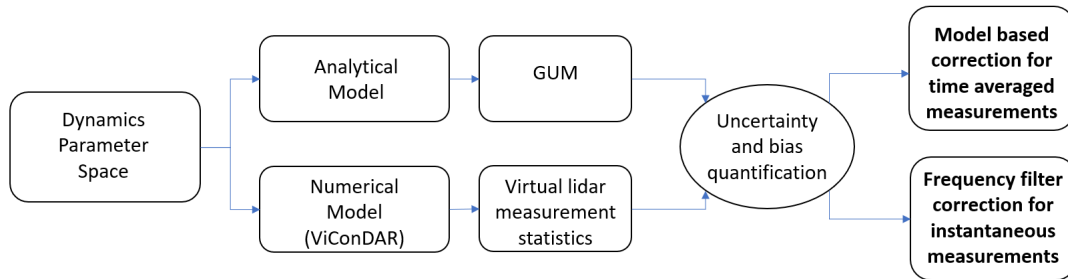 Dynamics
Parameter
Space
Analytical
Model
GUM
Numerical
Model
(ViConDAR)
Virtual lidar
measurement
statistics
Uncertainty
and bias
quantification
Model based
correction for
time averaged
measurements
Frequency filter
correction for
instantaneous
measurements